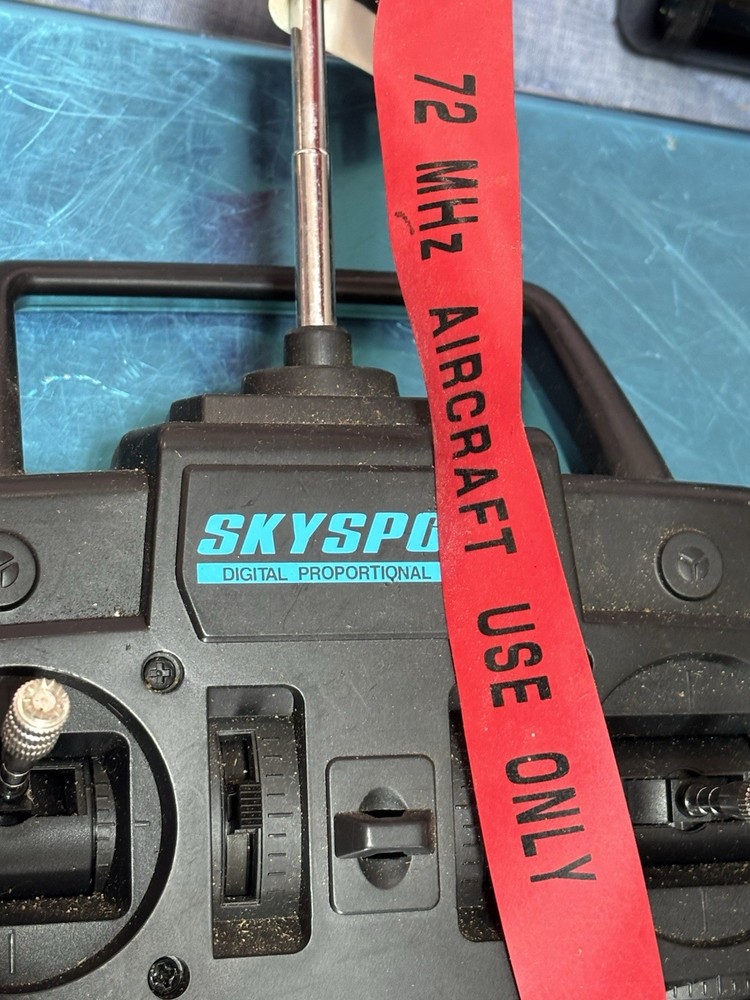 72 MHz AIRCRAFT USE ONLY
SKYSPO
DIGITAL PROPORTIONAL